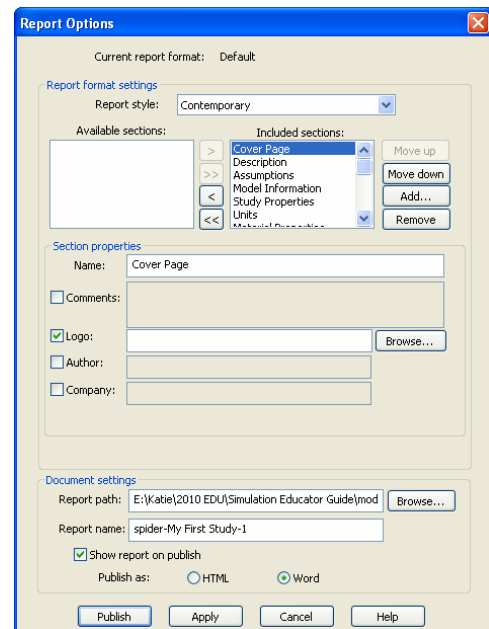 Report Options
Current report format: Default
Report format settings
Report style: Contemporary
Available sections: Included sections:
> Cover Page Move up
Description
>> Assumptions Move down
Model Information
< Study Properties Add...
<< Units Remove
Material Properties
Section properties
Name: Cover Page
Comments:
Logo: Browse...
Author:
Company:
Document settings
Report path: E:\Katie\2010 EDU\Simulation Educator Guide\mod Browse...
Report name: spider-My First Study-1
Show report on publish
Publish as: HTML Word
Publish Apply Cancel Help